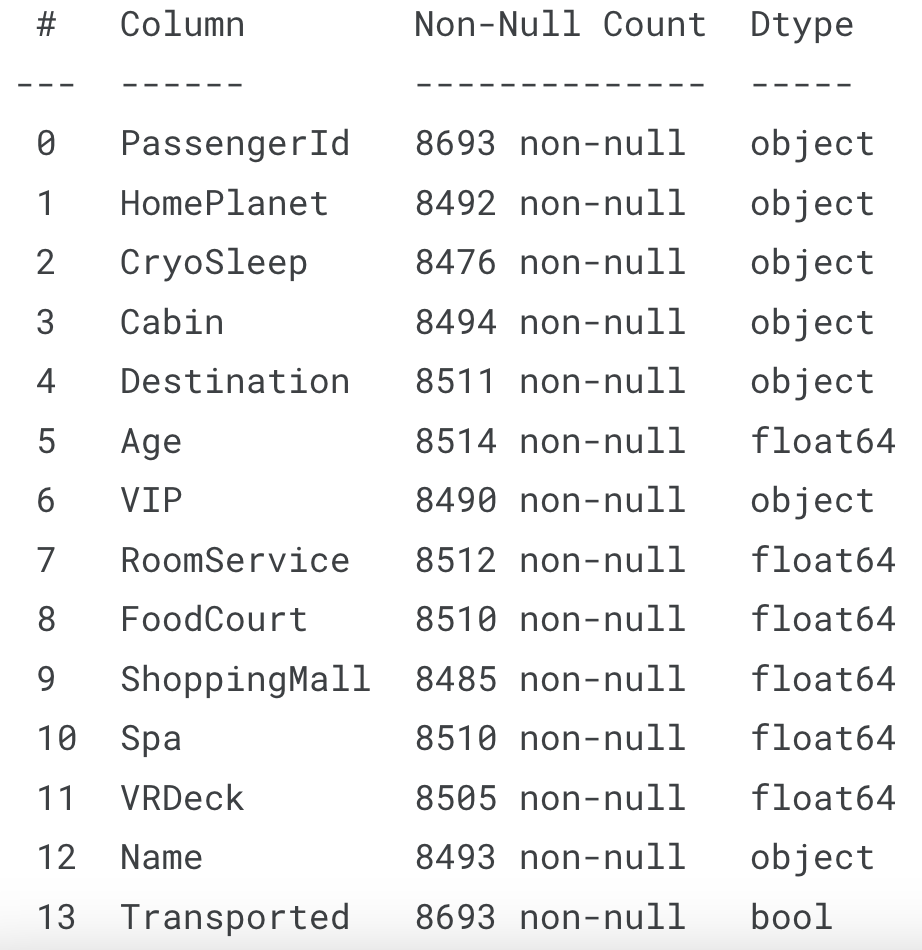 #   Column        Non-Null Count  Dtype
---  ------        --------------  -----
0   PassengerId   8693 non-null   object
1   HomePlanet    8492 non-null   object
2   CryoSleep     8476 non-null   object
3   Cabin         8494 non-null   object
4   Destination   8511 non-null   object
5   Age           8514 non-null   float64
6   VIP           8490 non-null   object
7   RoomService   8512 non-null   float64
8   FoodCourt     8510 non-null   float64
9   ShoppingMall  8485 non-null   float64
10  Spa           8510 non-null   float64
11  VRDeck        8505 non-null   float64
12  Name          8493 non-null   object
13  Transported   8693 non-null   bool